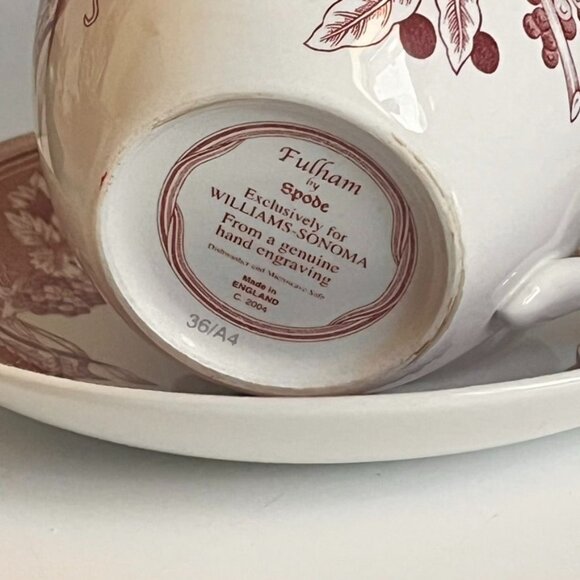 Fulham
by
Spode
Exclusively for
WILLIAMS-SONOMA
From a genuine
hand engraving
Dishwasher and Microwave Safe
Made in
ENGLAND
C. 2004
36/A4